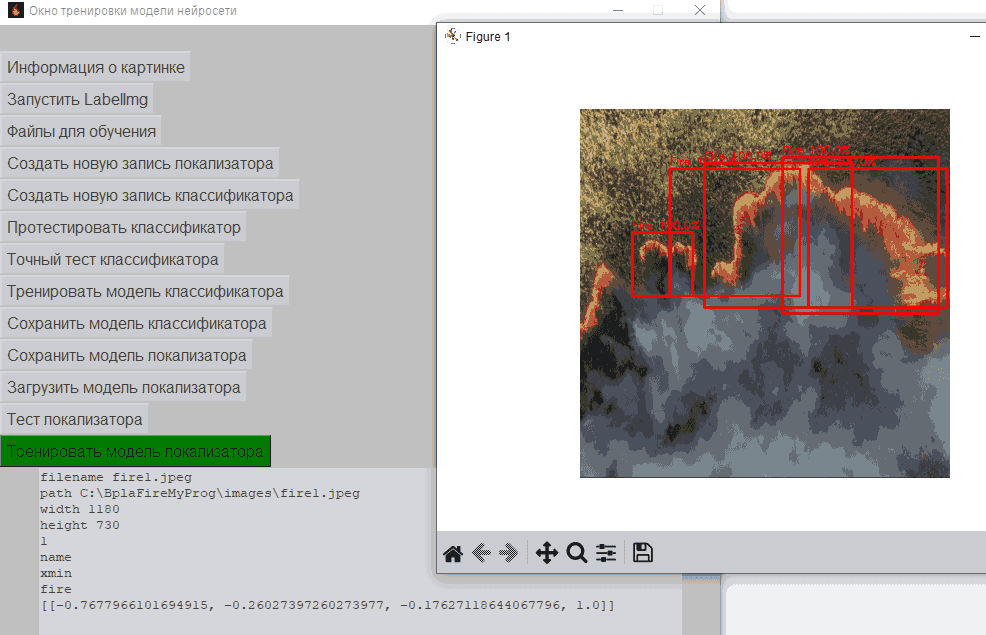 Окно тренировки модели нейросети
Figure 1
Информация о картинке
Запустить LabelImg
Файлы для обучения
Создать новую запись локализатора
Создать новую запись классификатора
Протестировать классификатор
Точный тест классификатора
Тренировать модель классификатора
Сохранить модель классификатора
Сохранить модель локализатора
Загрузить модель локализатора
Тест локализатора
Тренировать модель локализатора
filename fire1.jpeg
path C:\BplaFireMyProg\images\fire1.jpeg
width 1180
height 730
1
name
xmin
fire
[[-0.7677966101694915, -0.26027397260273977, -0.17627118644067796, 1.0]]
Fire 100.0%